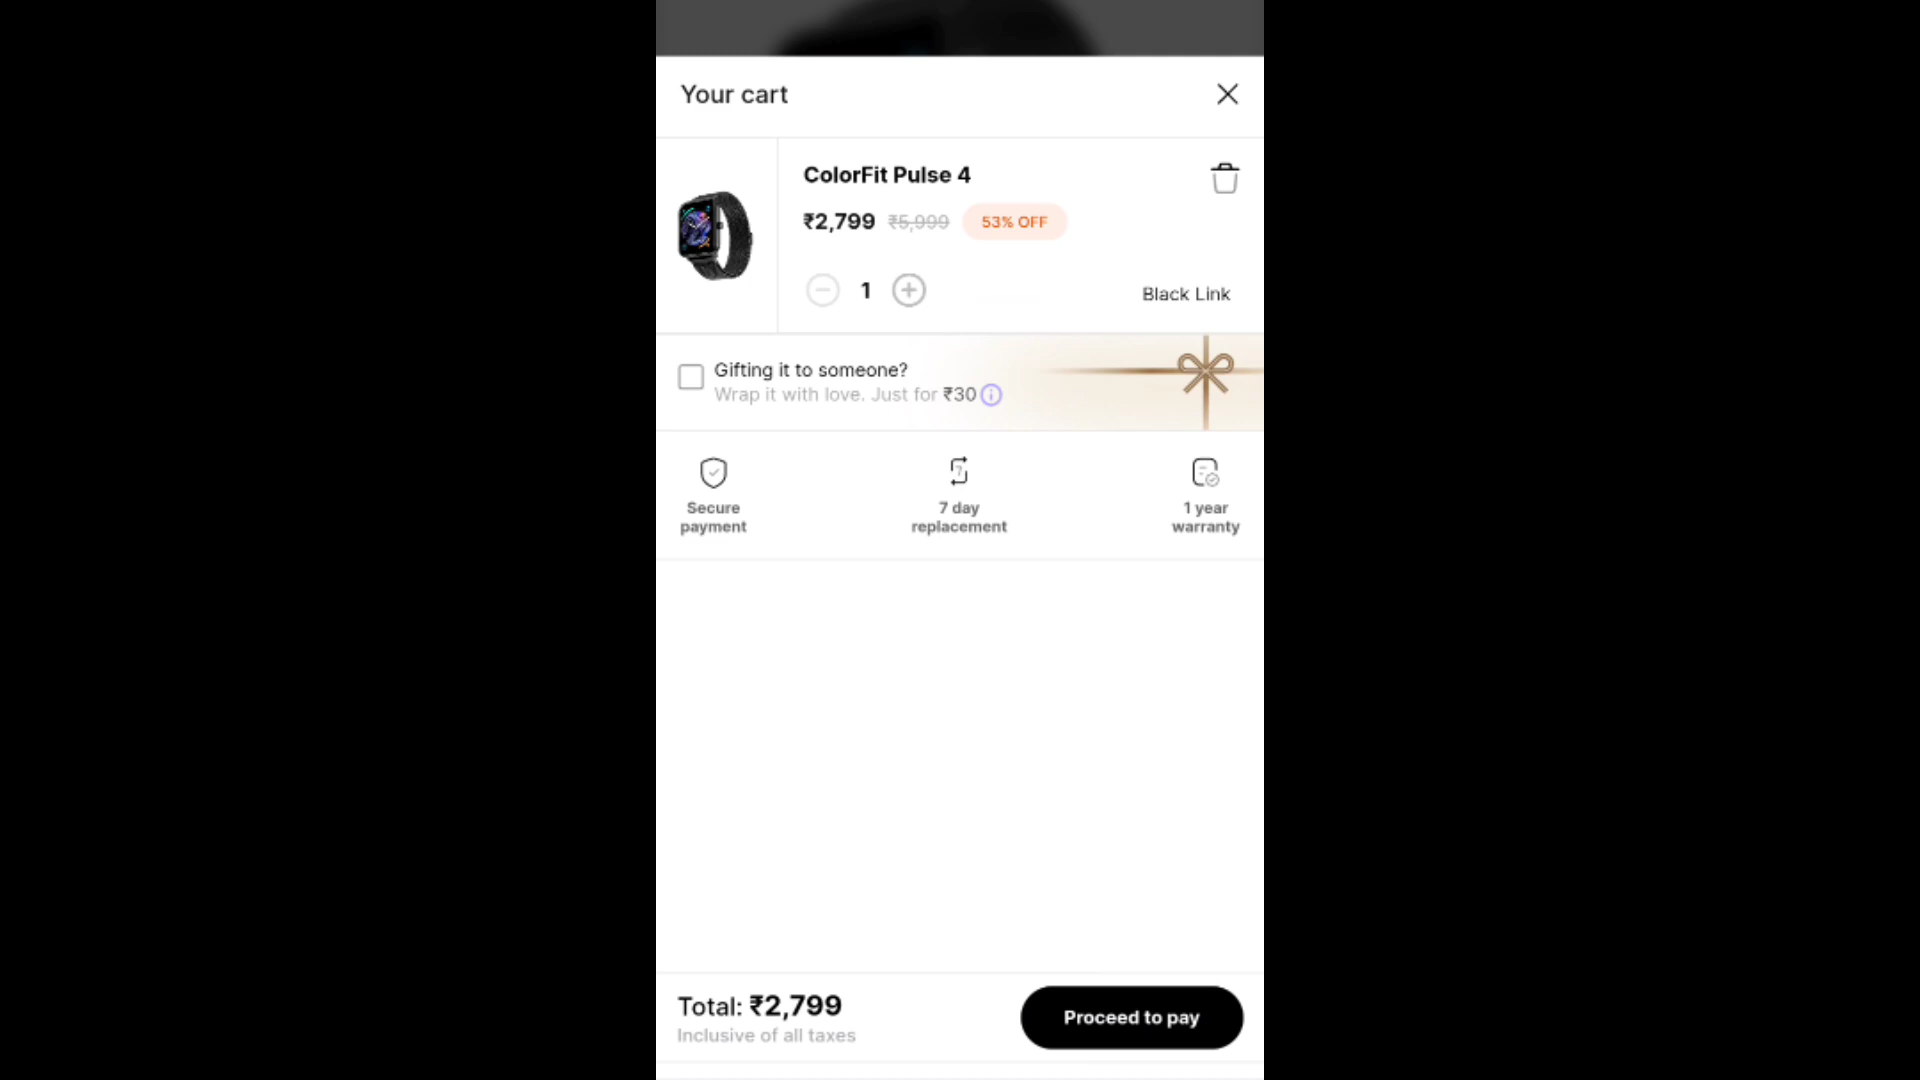 Your cart
ColorFit Pulse 4
₹2,799 ₹5,999 53% OFF
1
Black Link
Gifting it to someone?
Wrap it with love. Just for ₹30
Secure
payment
7 day
replacement
1 year
warranty
Total: ₹2,799
Inclusive of all taxes
Proceed to pay